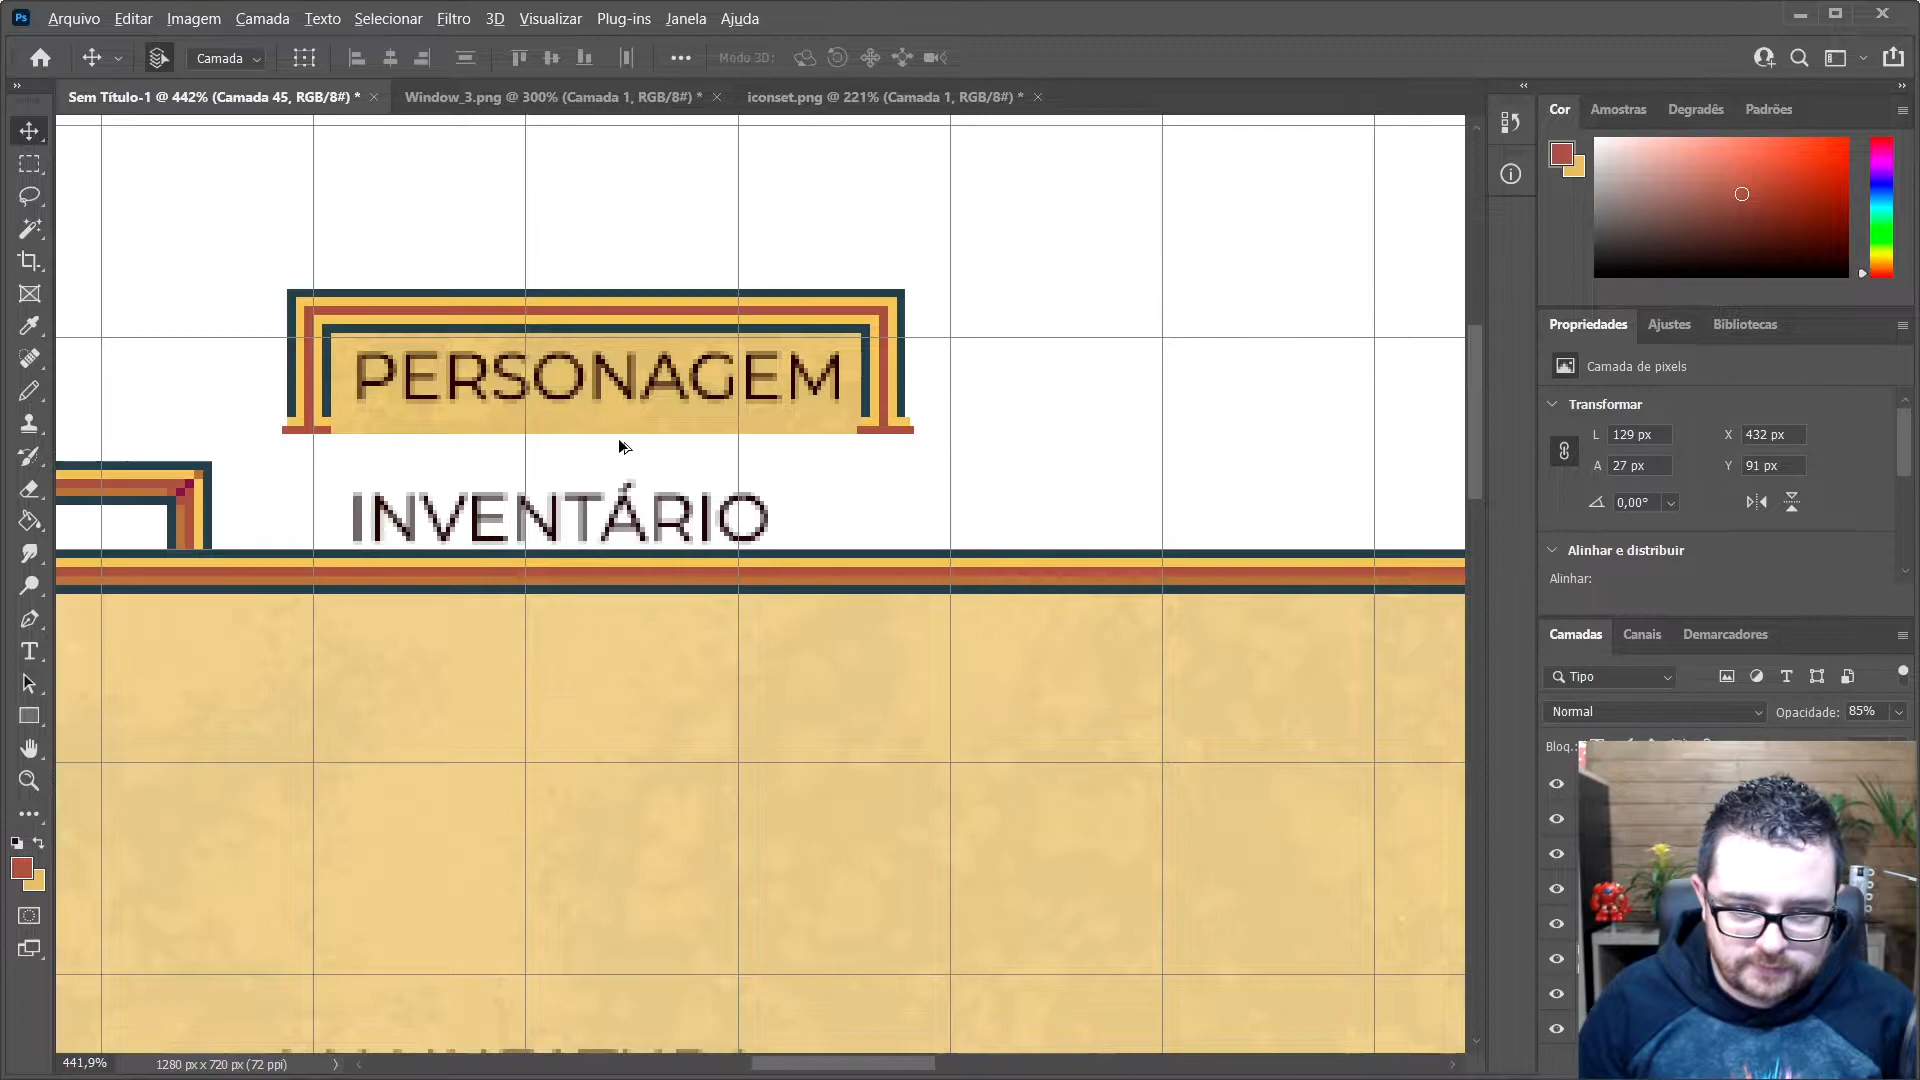 Ps Arquivo Editar Imagem Camada Texto Selecionar Filtro 3D Visualizar Plug-ins Janela Ajuda
Camada Modo 3D:
Sem Título-1 @ 442% (Camada 45, RGB/8#) * Window_3.png @ 300% (Camada 1, RGB/8#) * iconset.png @ 221% (Camada 1, RGB/8#) *
Cor Amostras Degradês Padrões
Propriedades Ajustes Bibliotecas
Camada de pixels
Transformar
L 129 px X 432 px
A 27 px Y 91 px
0,00°
Alinhar e distribuir
Alinhar:
Camadas Canais Demarcadores
Tipo
Normal Opacidade: 85%
Bloq.:
PERSONAGEM
INVENTÁRIO
441,9% 1280 px x 720 px (72 ppi)